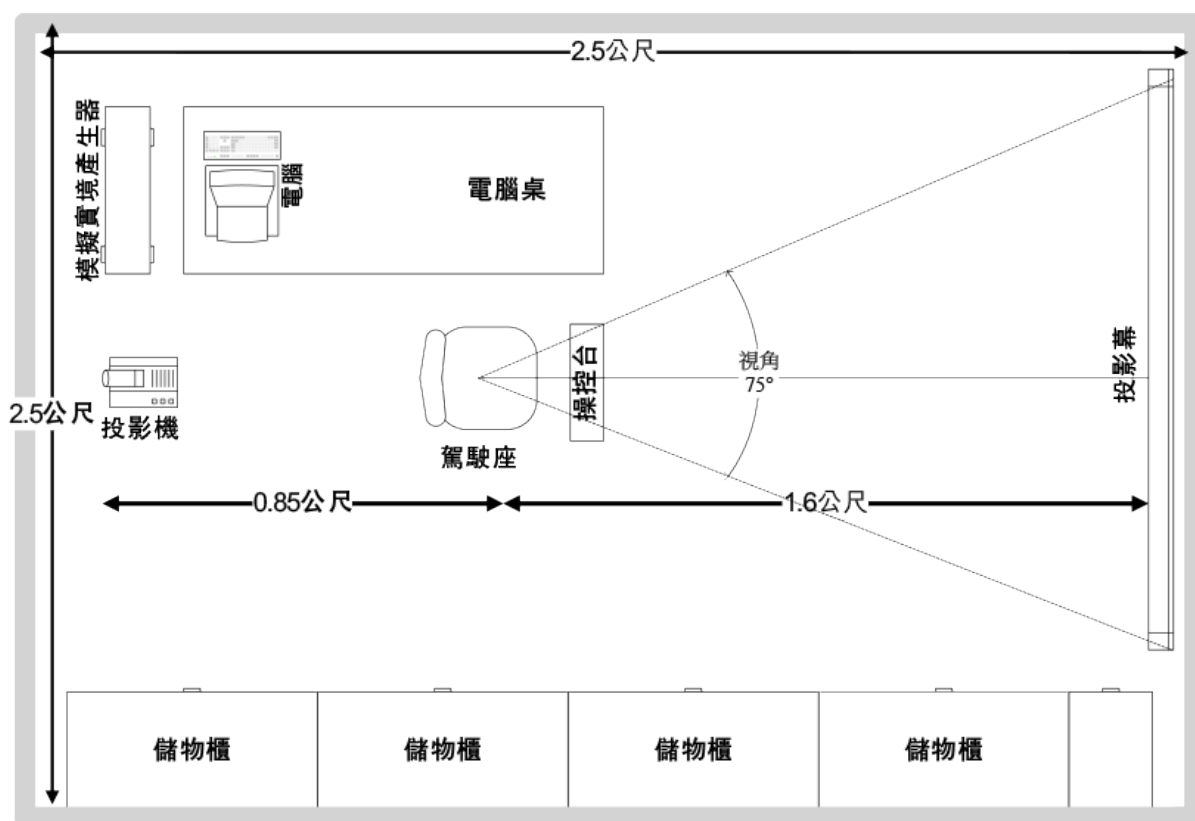 2.5公尺
模擬實境產生器
電腦
電腦桌
視角
75°
操控台
投影幕
2.5公尺
投影機
駕駛座
0.85公尺
1.6公尺
儲物櫃
儲物櫃
儲物櫃
儲物櫃